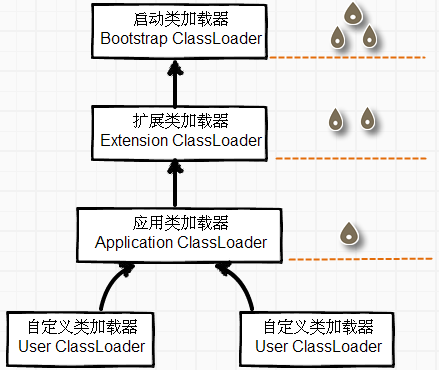 启动类加载器
Bootstrap ClassLoader
扩展类加载器
Extension ClassLoader
应用类加载器
Application ClassLoader
自定义类加载器
User ClassLoader
自定义类加载器
User ClassLoader